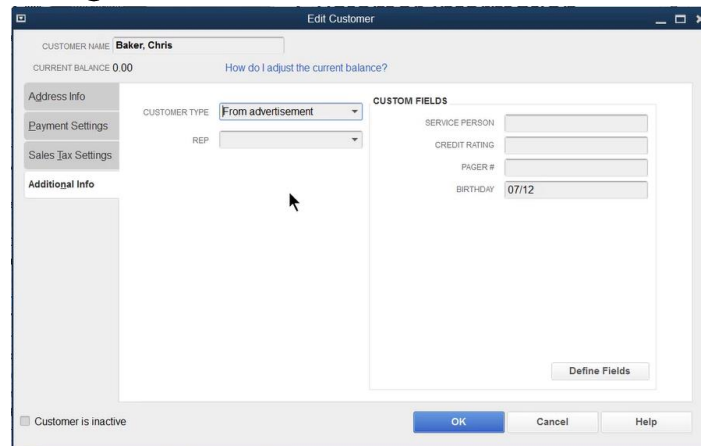 Edit Customer
CUSTOMER NAME Baker, Chris
CURRENT BALANCE 0.00 How do I adjust the current balance?
Address Info
Payment Settings
Sales Tax Settings
Additional Info
CUSTOMER TYPE From advertisement
REP
CUSTOM FIELDS
SERVICE PERSON
CREDIT RATING
PAGER #
BIRTHDAY 07/12
Define Fields
Customer is inactive
OK Cancel Help